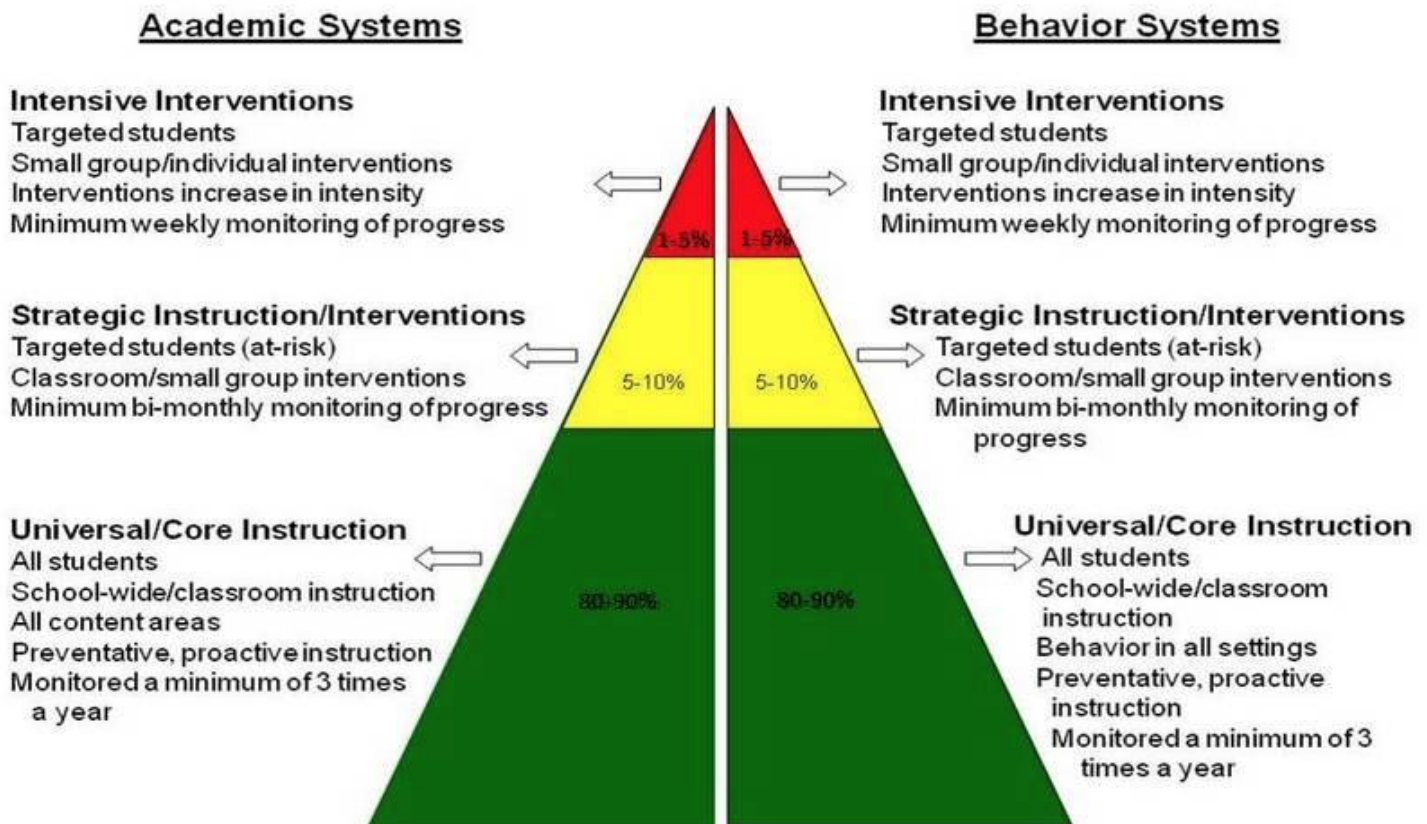 Academic Systems
Intensive Interventions
Targeted students
Small group/individual interventions
Interventions increase in intensity
Minimum weekly monitoring of progress
Strategic Instruction/Interventions
Targeted students (at-risk)
Classroom/small group interventions
Minimum bi-monthly monitoring of progress
Universal/Core Instruction
All students
School-wide/classroom instruction
All content areas
Preventative, proactive instruction
Monitored a minimum of 3 times
a year
1-5%
5-10%
80-90%
1-5%
5-10%
80-90%
Behavior Systems
Intensive Interventions
Targeted students
Small group/individual interventions
Interventions increase in intensity
Minimum weekly monitoring of progress
Strategic Instruction/Interventions
Targeted students (at-risk)
Classroom/small group interventions
Minimum bi-monthly monitoring of
progress
Universal/Core Instruction
All students
School-wide/classroom
instruction
Behavior in all settings
Preventative, proactive
instruction
Monitored a minimum of 3
times a year